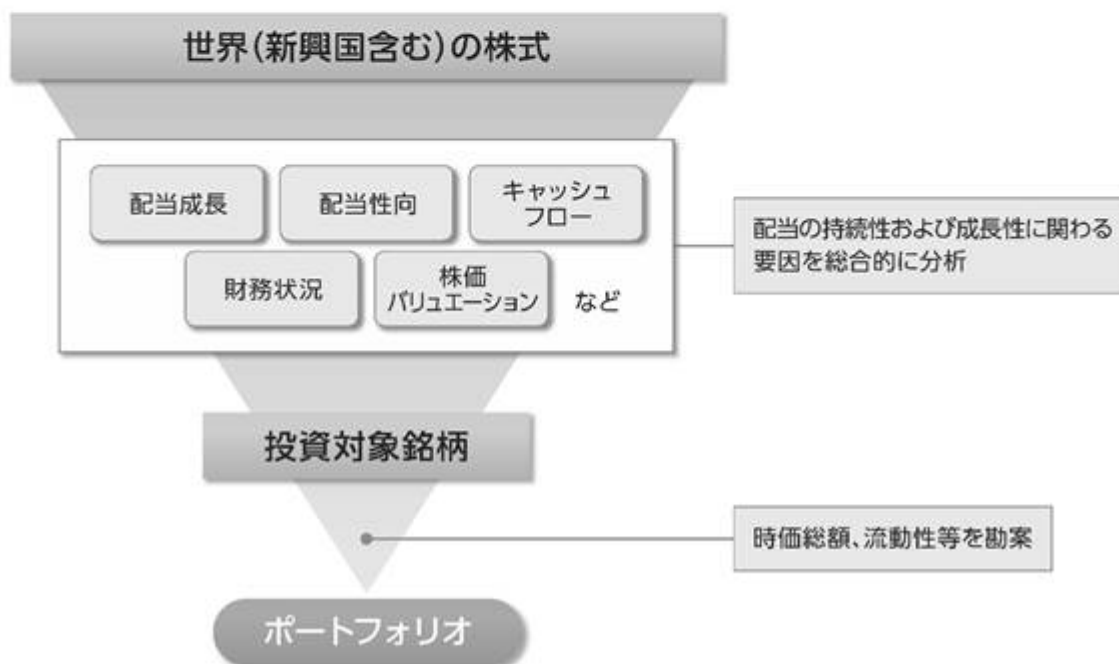 世界（新興国含む）の株式
配当成長
配当性向
キャッシュ
フロー
財務状況
株価
バリュエーション
など
配当の持続性および成長性に関わる
要因を総合的に分析
投資対象銘柄
時価総額、流動性等を勘案
ポートフォリオ